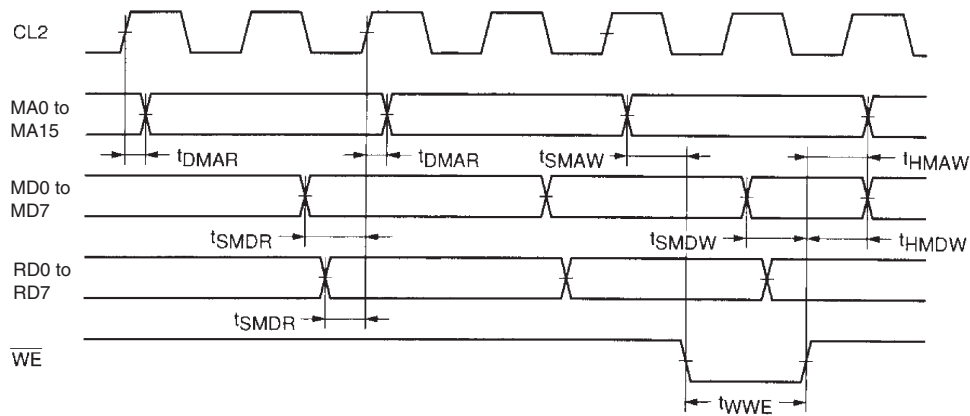 CL2
MA0 to
MA15
tDMAR tDMAR tSMAW tHMAW
MD0 to
MD7
tSMDR tSMDW tHMDW
RD0 to
RD7
tSMDR
WE
tWWE